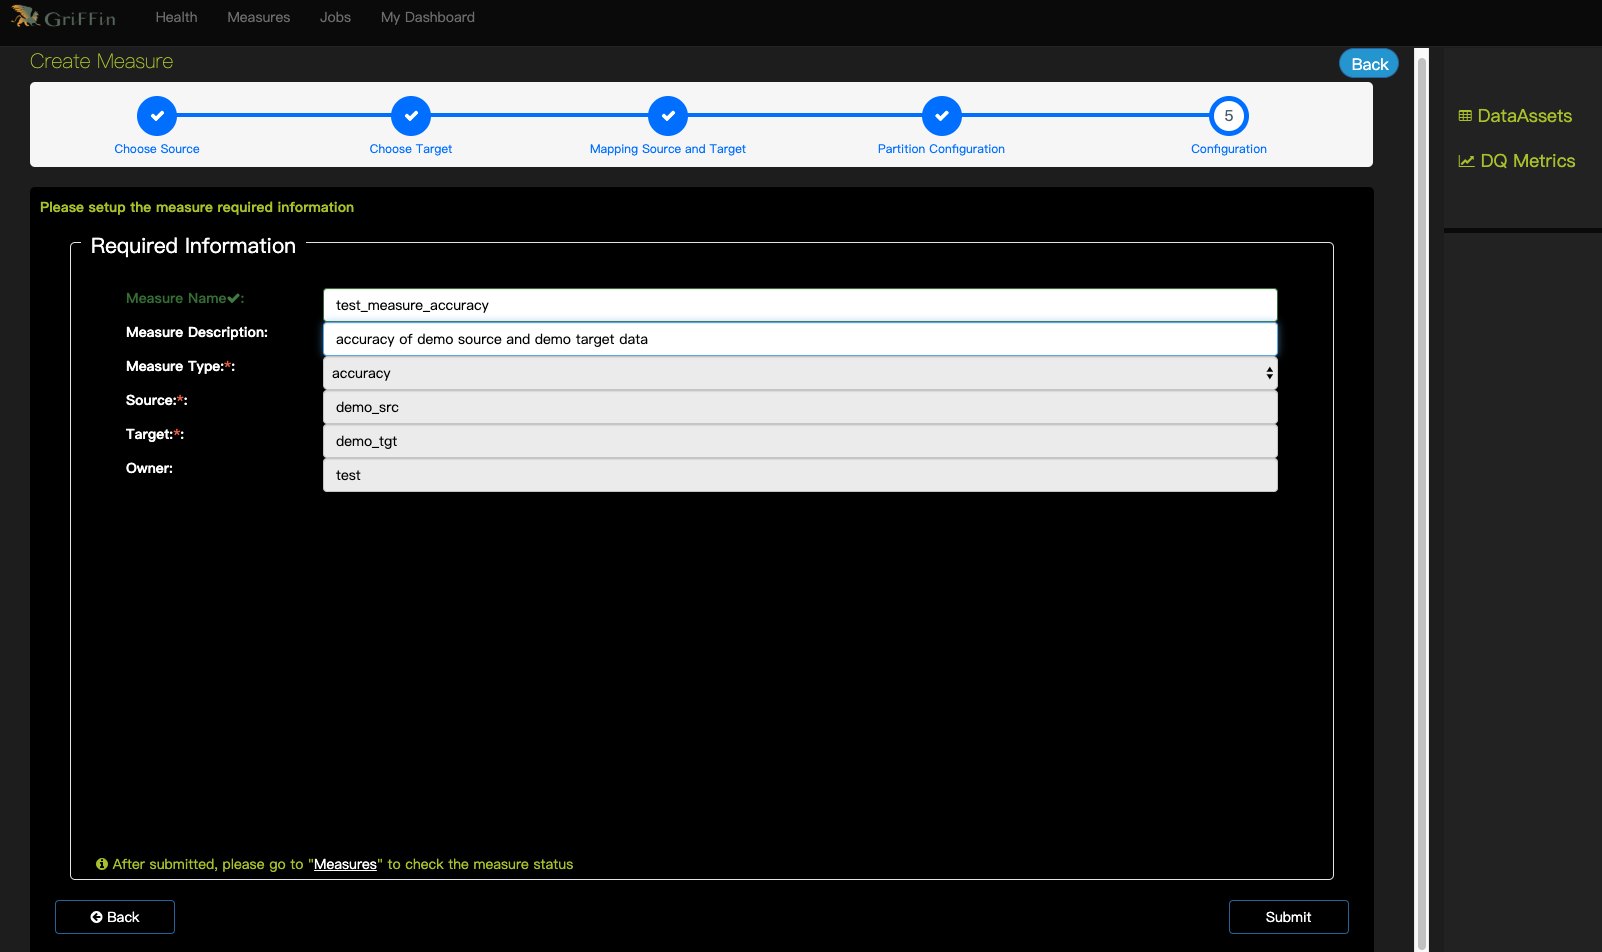 GriFFin Health Measures Jobs My Dashboard
Create Measure Back
5
Choose Source Choose Target Mapping Source and Target Partition Configuration Configuration
DataAssets
DQ Metrics
Please setup the measure required information
Required Information
Measure Name: test_measure_accuracy
Measure Description: accuracy of demo source and demo target data
Measure Type:*: accuracy
Source:*: demo_src
Target:*: demo_tgt
Owner: test
After submitted, please go to "Measures" to check the measure status
Back Submit